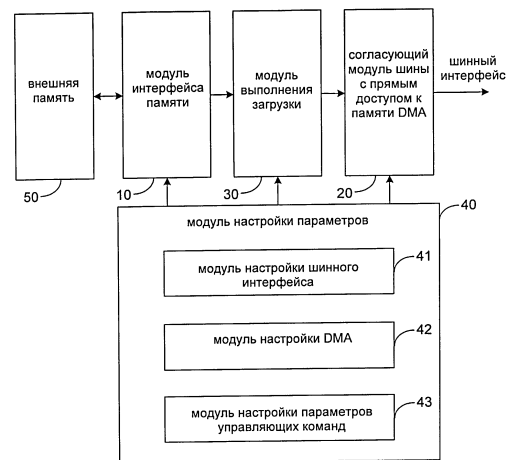 внешняя
память
50
модуль
интерфейса
памяти
10
модуль
выполнения
загрузки
30
согласующий
модуль шины
с прямым
доступом к
памяти DMA
20
шинный
интерфейс
40
модуль настройки параметров
модуль настройки шинного
интерфейса
41
модуль настройки DMA
42
модуль настройки параметров
управляющих команд
43